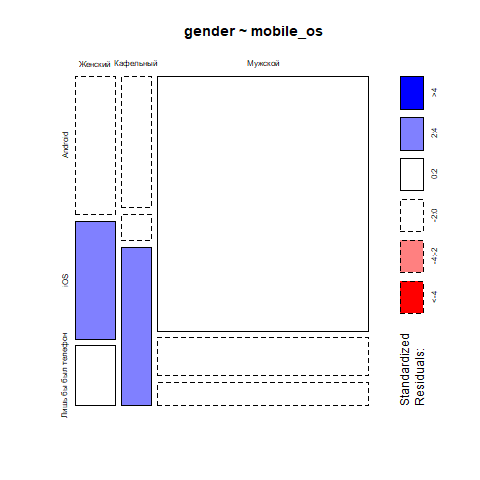 gender ~ mobile_os
Женский
Кафельный
Мужской
Android
iOS
Лишь бы был телефон
>4
2:4
0:2
-2:0
-4:-2
<-4
Standardized
Residuals: